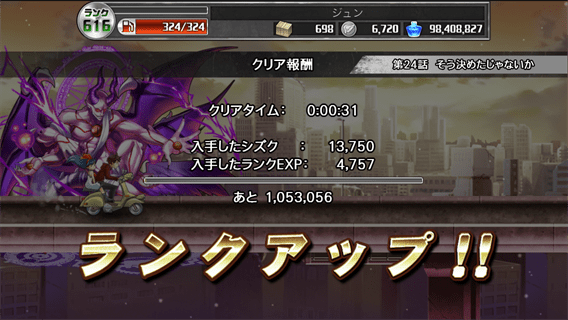 ランク
616
324/324
ジュン
698
6,720
98,408,827
クリア報酬
第24話 そう決めたじゃないか
クリアタイム: 0:00:31
入手したシズク : 13,750
入手したランクEXP: 4,757
あと 1,053,056
ランクアップ!!